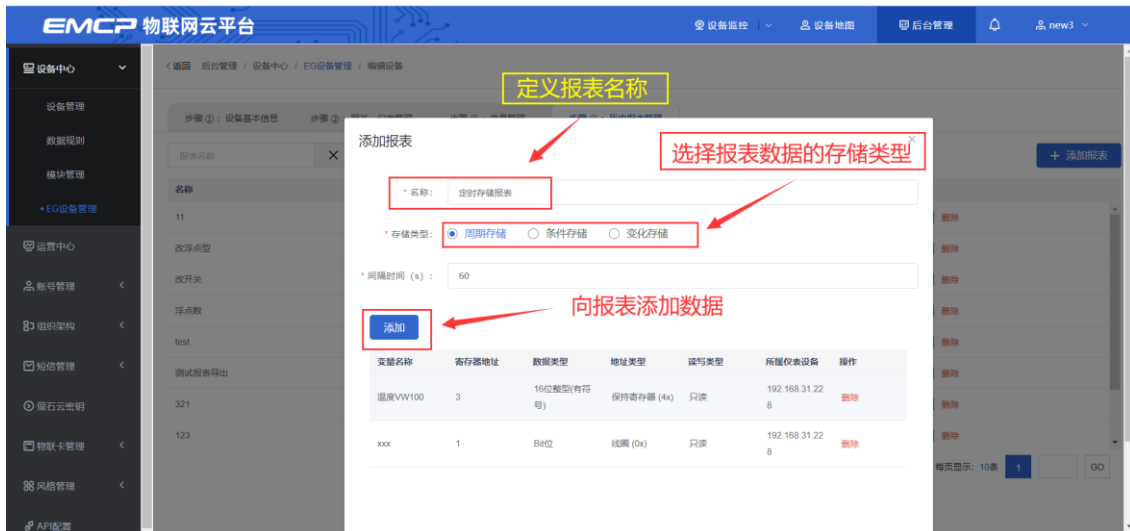 EMCP 物联网云平台
设备监控
设备地图
后台管理
new3
设备中心
<返回 后台管理 / 设备中心 / EG设备管理 / 编辑设备
定义报表名称
设备管理
步骤①：设备基本信息
数据规则
添加报表
选择报表数据的存储类型
报表名称
+ 添加报表
模块管理
* 名称:
定时存储报表
名称
•EG设备管理
11
删除
* 存储类型:
周期存储
条件存储
变化存储
运营中心
改浮点型
删除
* 间隔时间（s）:
60
账号管理
改开关
删除
浮点数
删除
向报表添加数据
组织架构
添加
test
删除
短信管理
变量名称
寄存器地址
数据类型
地址类型
读写类型
所属仪表设备
操作
测试报表导出
删除
温度VW100
3
16位整型(有符
号)
保持寄存器 (4x)
只读
192.168.31.22
8
删除
萤石云密钥
321
删除
物联卡管理
123
删除
xxx
1
Bit位
线圈 (0x)
只读
192.168.31.22
8
删除
每页显示: 10条
1
GO
风格管理
API配置